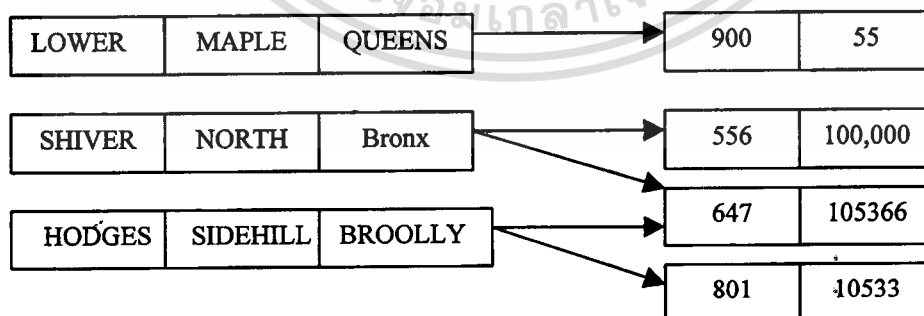 LOWER MAPLE QUEENS 900 55
SHIVER NORTH Bronx 556 100,000
647 105366
HODGES SIDEHILL BROOLLY
801 10533